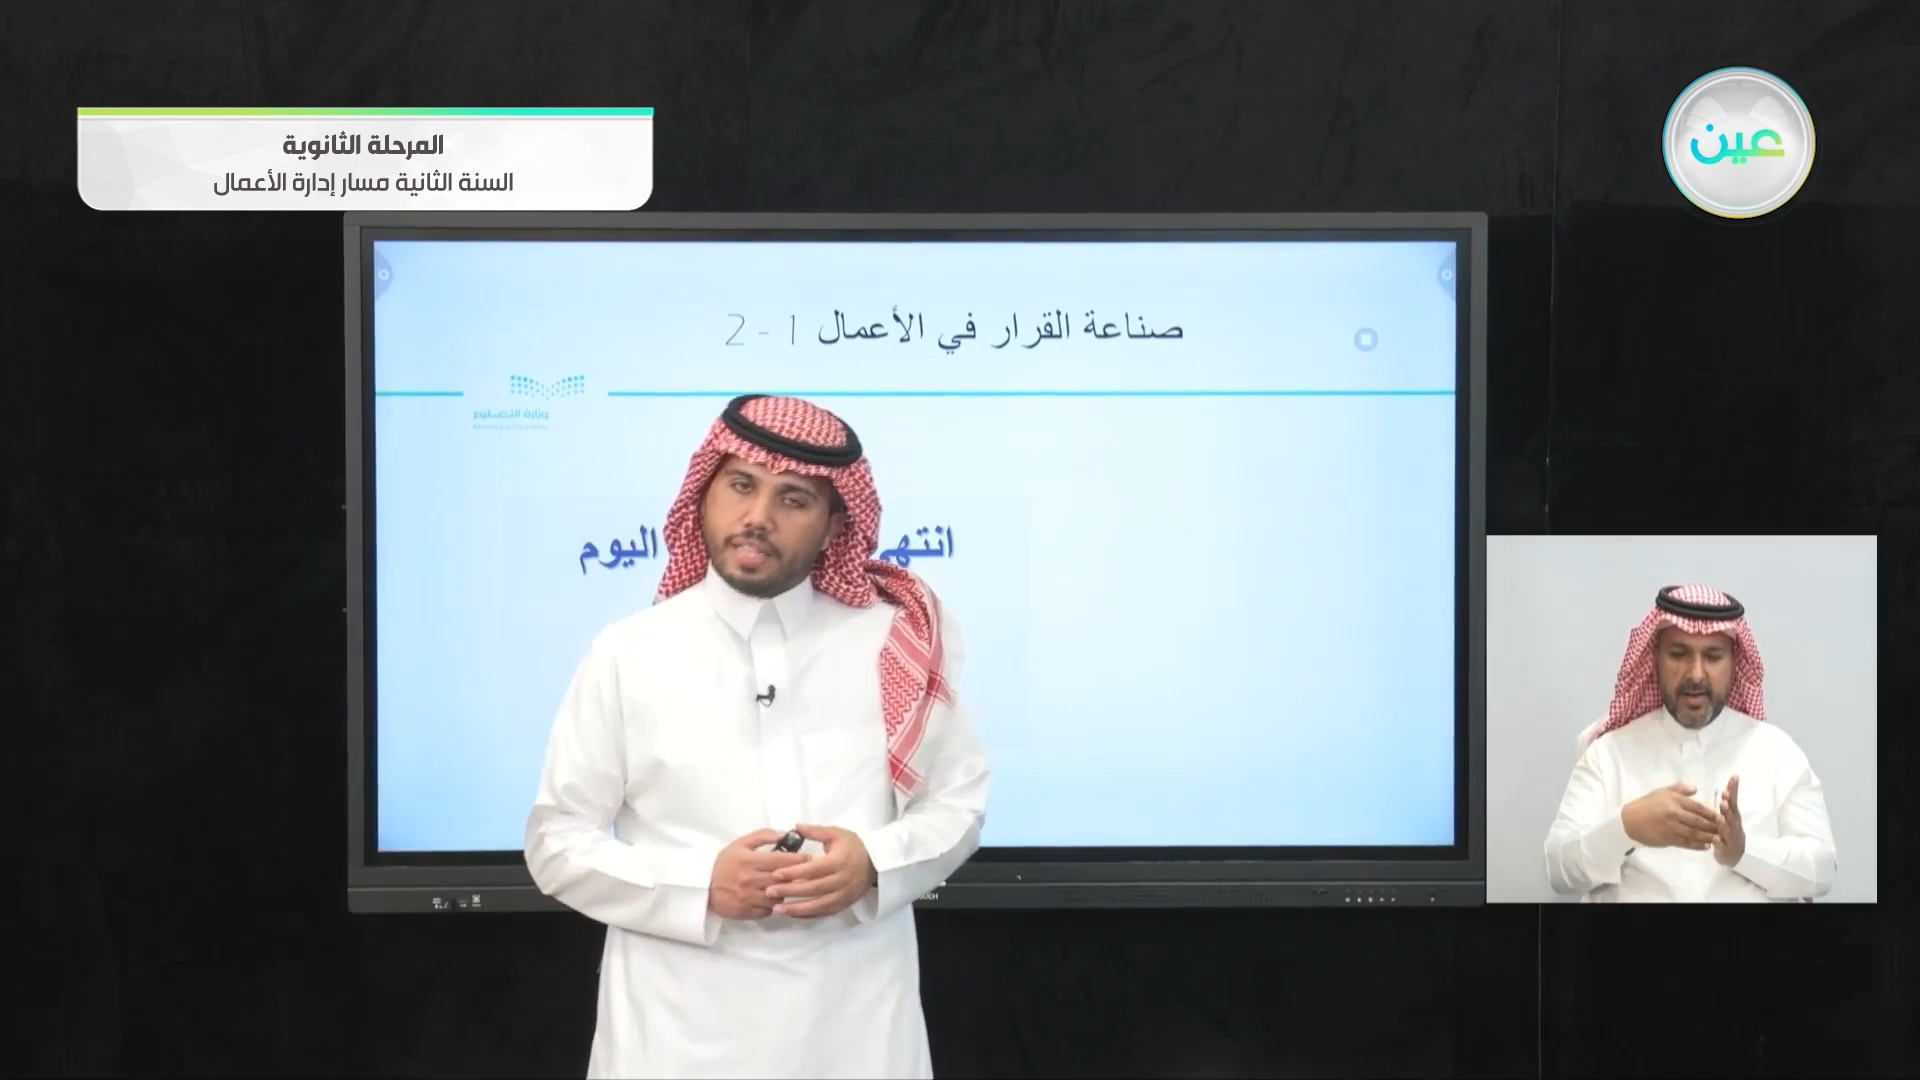 المرحلة الثانوية
السنة الثانية مسار إدارة الأعمال
عين
صناعة القرار في الأعمال 1 - 2
وزارة التعليم
اليوم